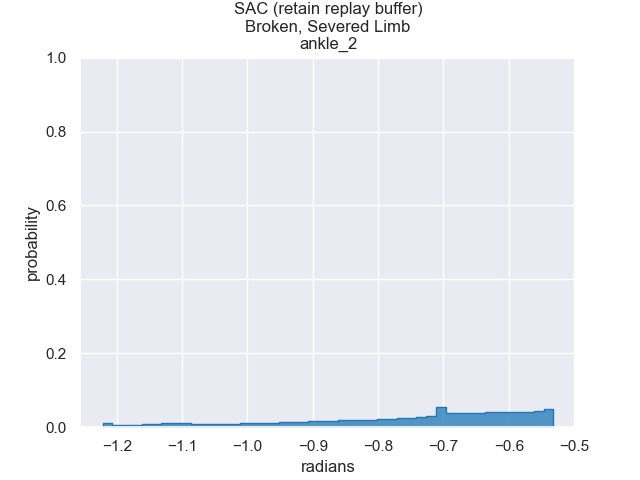 SAC (retain replay buffer)
Broken, Severed Limb
ankle_2
1.0
0.8
0.6
0.4
0.2
0.0
probability
−1.2 −1.1 −1.0 −0.9 −0.8 −0.7 −0.6 −0.5
radians